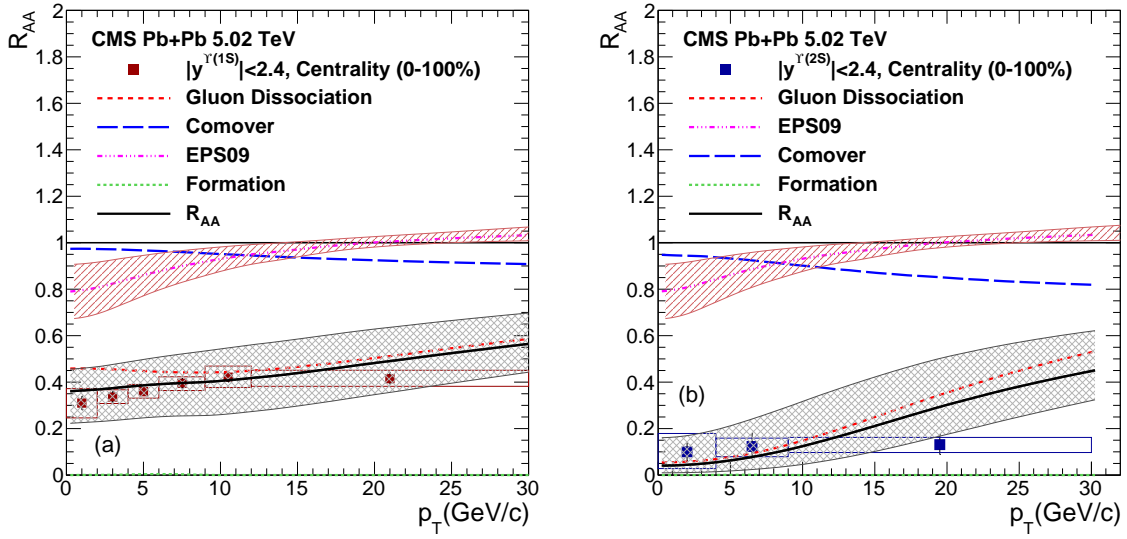 R_AA
2
1.8
1.6
1.4
1.2
1
0.8
0.6
0.4
0.2
0
CMS Pb+Pb 5.02 TeV
|y^ϒ(1S)|<2.4, Centrality (0-100%)
Gluon Dissociation
Comover
EPS09
Formation
R_AA
(a)
0 5 10 15 20 25 30
p_T(GeV/c)
R_AA
2
1.8
1.6
1.4
1.2
1
0.8
0.6
0.4
0.2
0
CMS Pb+Pb 5.02 TeV
|y^ϒ(2S)|<2.4, Centrality (0-100%)
Gluon Dissociation
EPS09
Comover
Formation
R_AA
(b)
0 5 10 15 20 25 30
p_T(GeV/c)